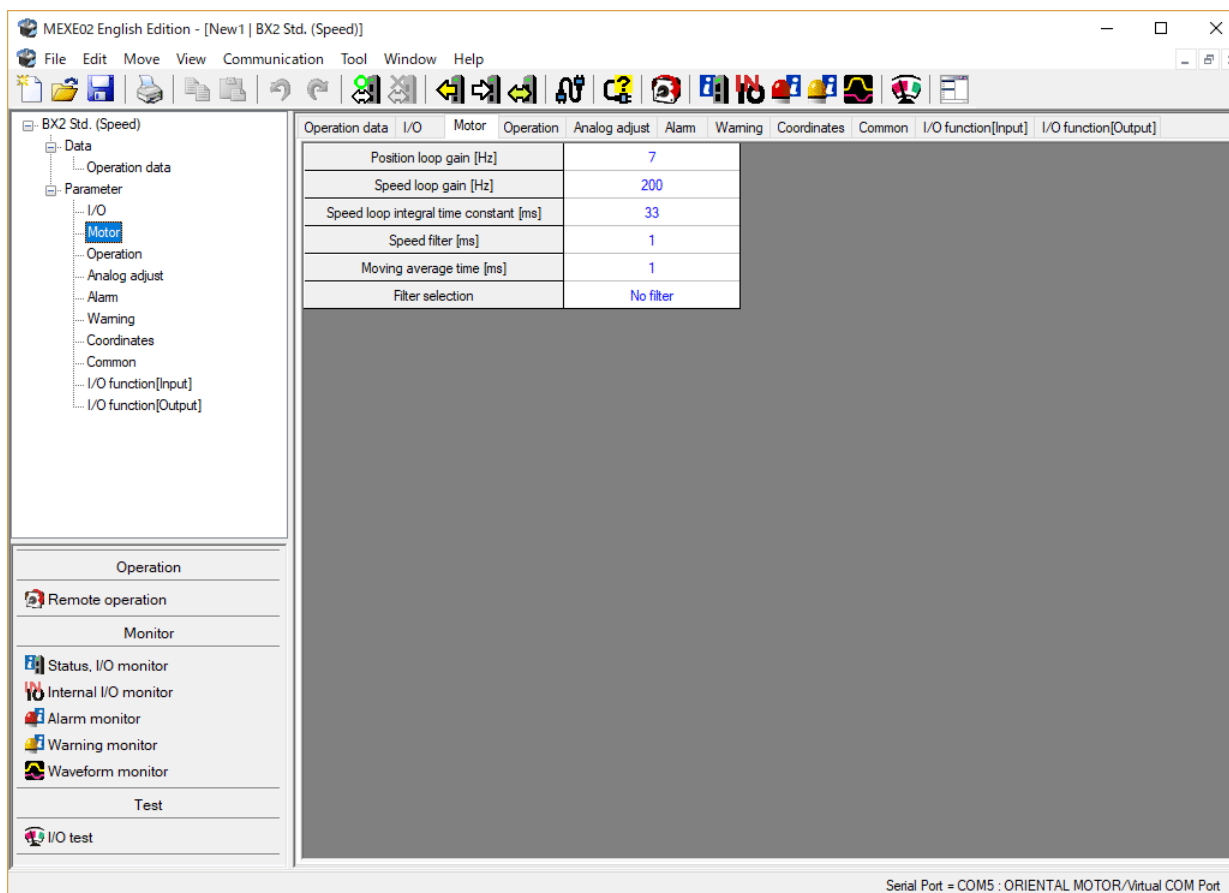 MEXE02 English Edition - [New1 | BX2 Std. (Speed)]
File Edit Move View Communication Tool Window Help
BX2 Std. (Speed)
Data
Operation data
Parameter
I/O
Motor
Operation
Analog adjust
Alarm
Warning
Coordinates
Common
I/O function[Input]
I/O function[Output]
Operation
Remote operation
Monitor
Status, I/O monitor
Internal I/O monitor
Alarm monitor
Warning monitor
Waveform monitor
Test
I/O test
Operation data I/O Motor Operation Analog adjust Alarm Warning Coordinates Common I/O function[Input] I/O function[Output]
Position loop gain [Hz] 7
Speed loop gain [Hz] 200
Speed loop integral time constant [ms] 33
Speed filter [ms] 1
Moving average time [ms] 1
Filter selection No filter
Serial Port = COM5 : ORIENTAL MOTOR/Virtual COM Port